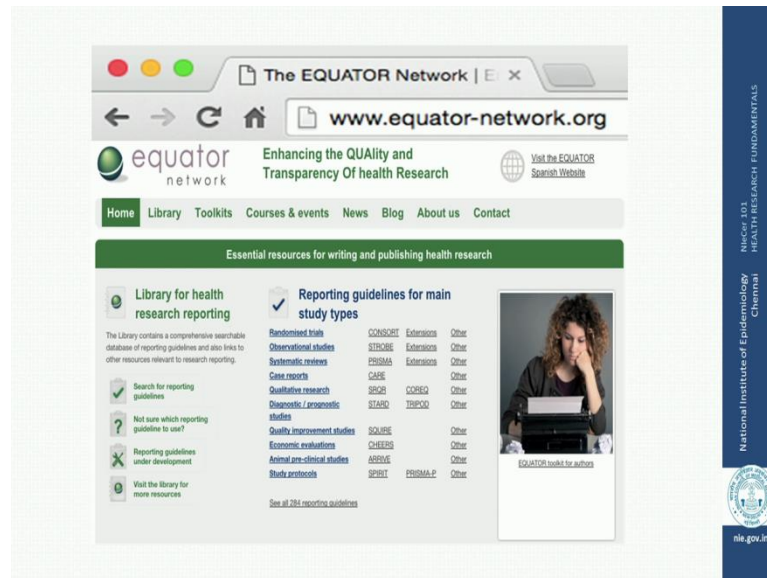 The EQUATOR Network | E
www.equator-network.org
equator
network
Enhancing the QUAlity and
Transparency Of health Research
Visit the EQUATOR
Spanish Website
Home Library Toolkits Courses & events News Blog About us Contact
Essential resources for writing and publishing health research
Library for health
research reporting
The Library contains a comprehensive searchable
database of reporting guidelines and also links to
other resources relevant to research reporting.
Search for reporting
guidelines
Not sure which reporting
guideline to use?
Reporting guidelines
under development
Visit the library for
more resources
Reporting guidelines for main
study types
Randomised trials CONSORT Extensions Other
Observational studies STROBE Extensions Other
Systematic reviews PRISMA Extensions Other
Case reports CARE Other
Qualitative research SRQR COREQ Other
Diagnostic / prognostic STARD TRIPOD Other
studies
Quality improvement studies SQUIRE Other
Economic evaluations CHEERS Other
Animal pre-clinical studies ARRIVE Other
Study protocols SPIRIT PRISMA-P Other
See all 284 reporting guidelines
EQUATOR toolkit for authors
NIeCer 101
HEALTH RESEARCH FUNDAMENTALS
National Institute of Epidemiology
Chennai
nie.gov.in